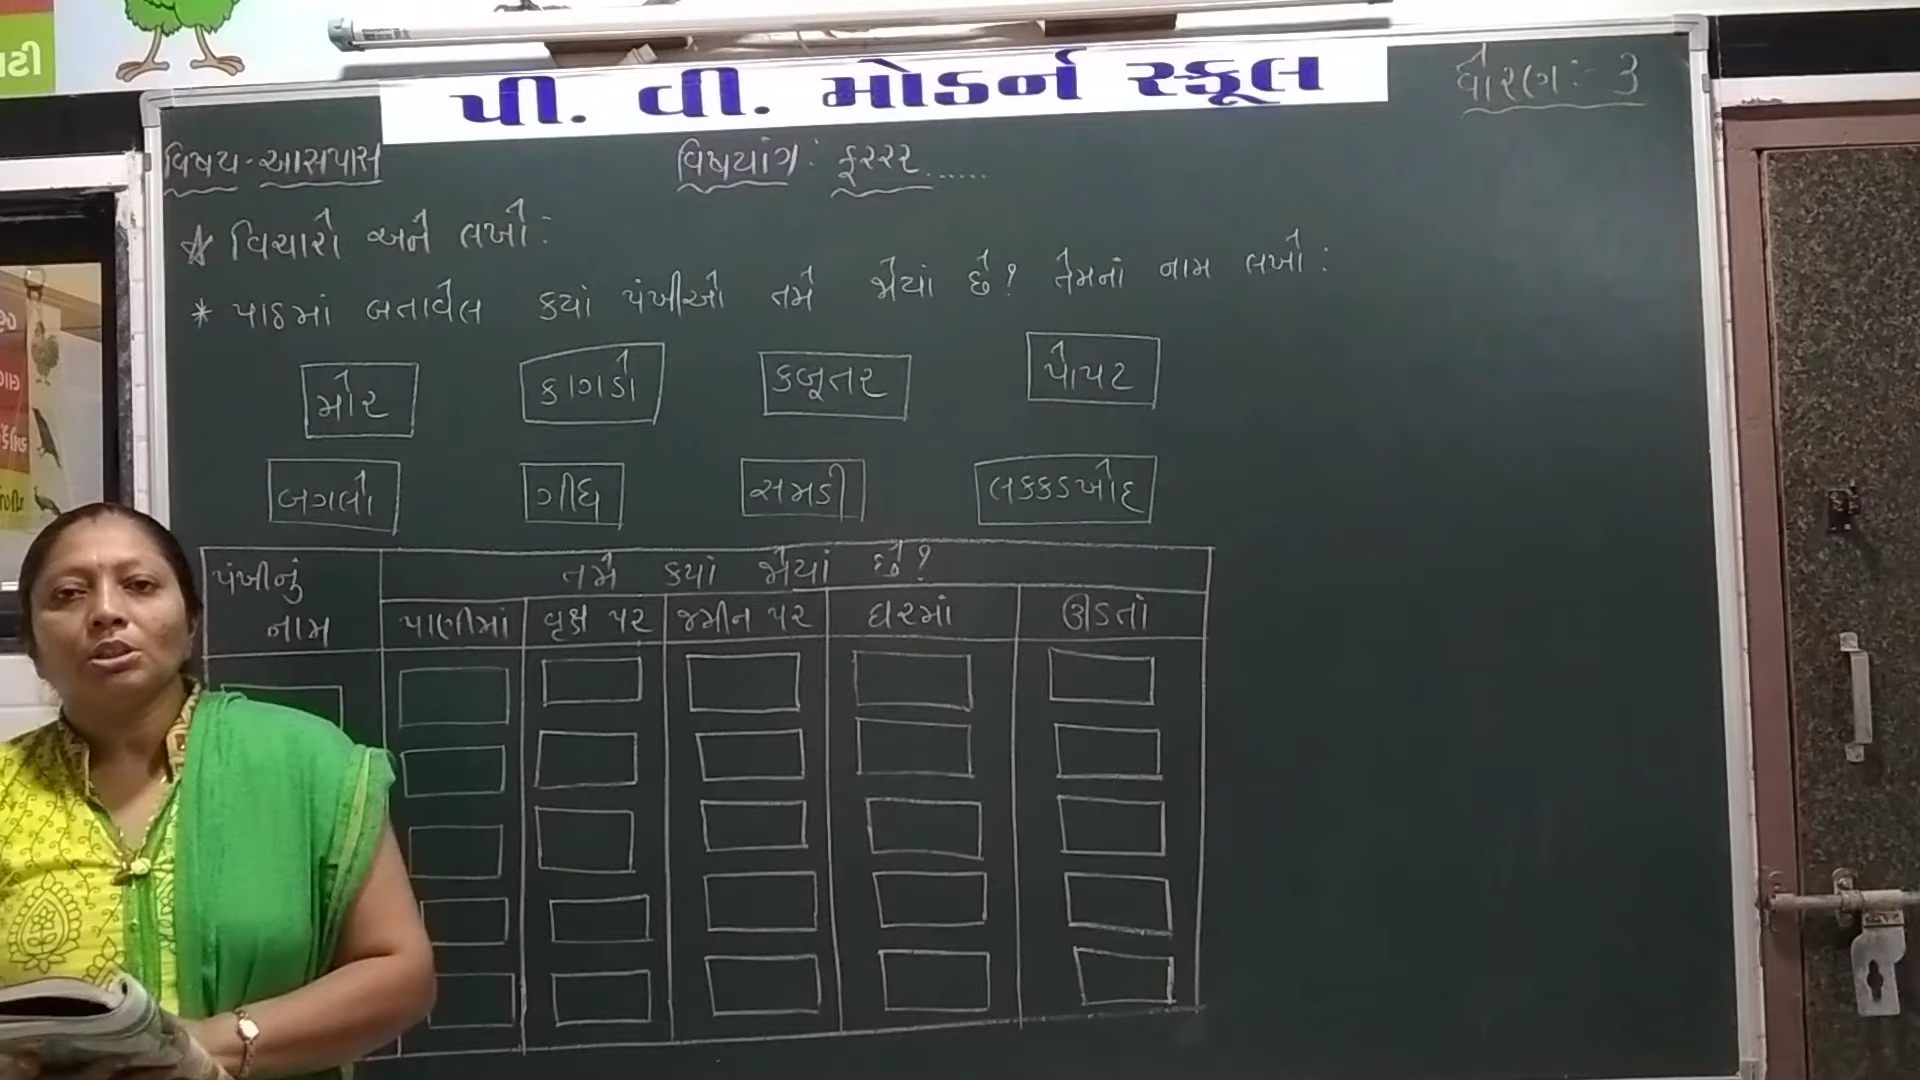 પી. વી. મોડર્ન સ્કૂલ
ધોરણ:- 3
વિષય-આસપાસ
વિષયાંગ: ફૂરરર......
☆ વિચારો અને લખો:
* પાઠમાં બતાવેલ કયાં પંખીઓ તમે જોયાં છે? તેમનાં નામ લખો:
મોર કાગડો કબૂતર પોપટ
બગલો ગીધ સમડી લક્કડખોદ
પંખીનું નામ
તમે કયાં જોયાં છે?
પાણીમાં વૃક્ષ પર જમીન પર ઘરમાં ઊડતાં